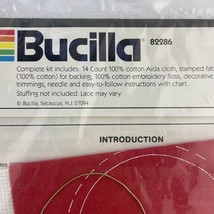 Bucilla® 82286
Complete kit includes: 14 Count 100% cotton Aida cloth, stamped fab
(100% cotton) for backing, 100% cotton embroidery floss, decorative
trimmings, needle and easy-to-follow instructions with chart.
Stuffing not included. Lace may vary.
© Bucilla, Secaucus, N.J. 07094
INTRODUCTION